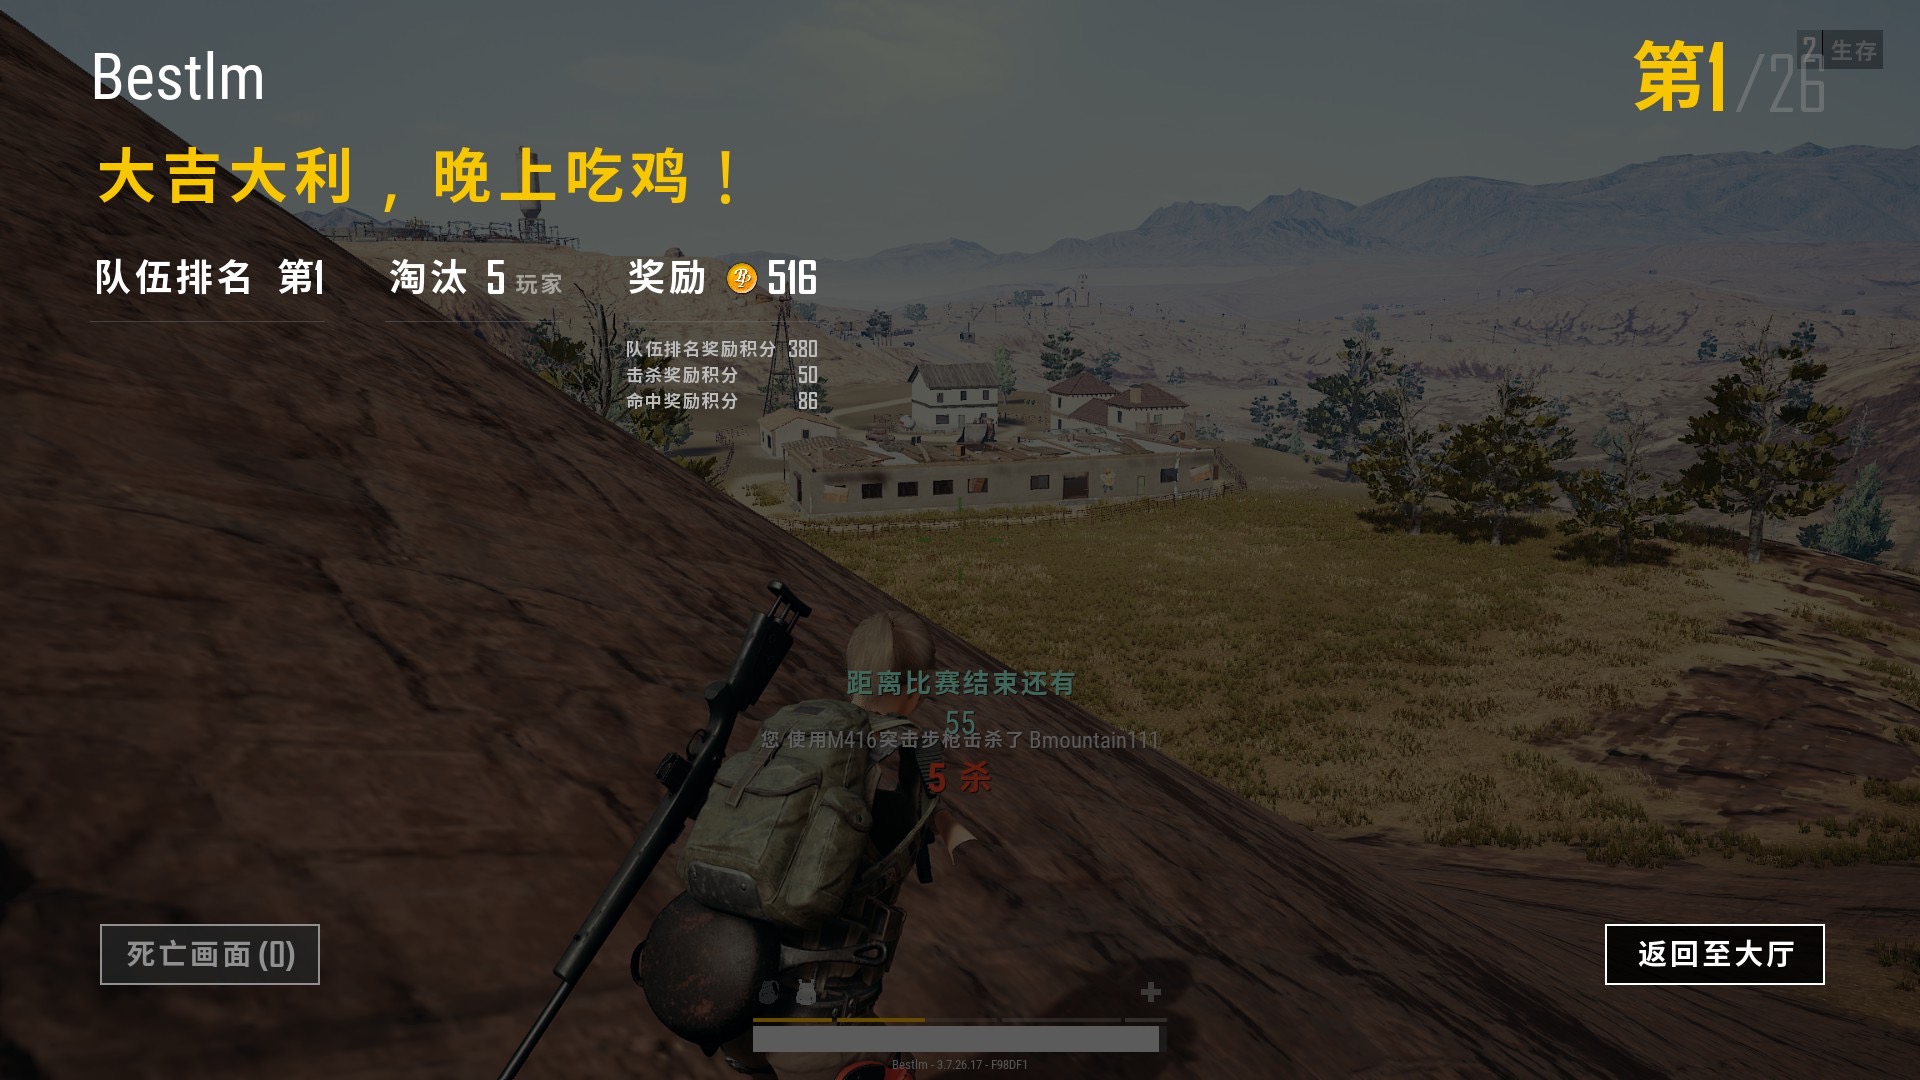 Bestlm
第1/26
2 生存
大吉大利，晚上吃鸡！
队伍排名 第1 淘汰 5 玩家 奖励 516
队伍排名奖励积分 380
击杀奖励积分 50
命中奖励积分 86
距离比赛结束还有
55
您 使用M416突击步枪击杀了 Bmountain111
5 杀
死亡画面(0)
返回至大厅
Bestlm - 3.7.26.17 - F98DF1